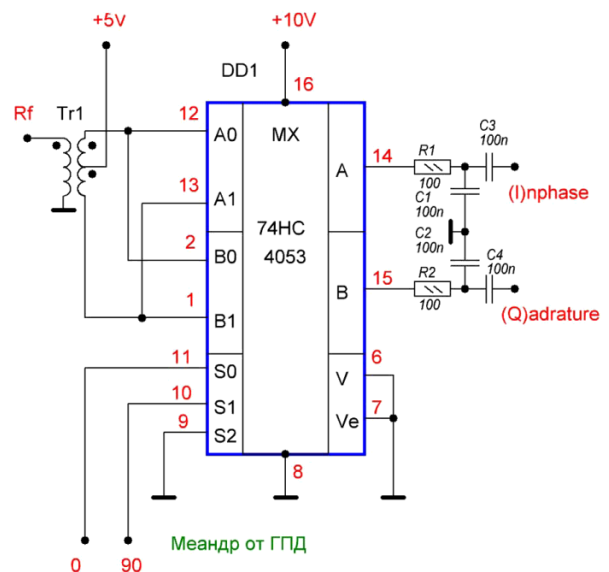 +5V
+10V
DD1
16
Rf
Tr1
12
A0
MX
A
14
R1
100
C3
100n
13
A1
C1
100n
(I)nphase
74HC
4053
2
B0
C2
100n
1
B1
B
15
R2
100
C4
100n
(Q)adrature
11
S0
10
S1
9
S2
V
6
Ve
7
8
0
90
Меандр от ГПД